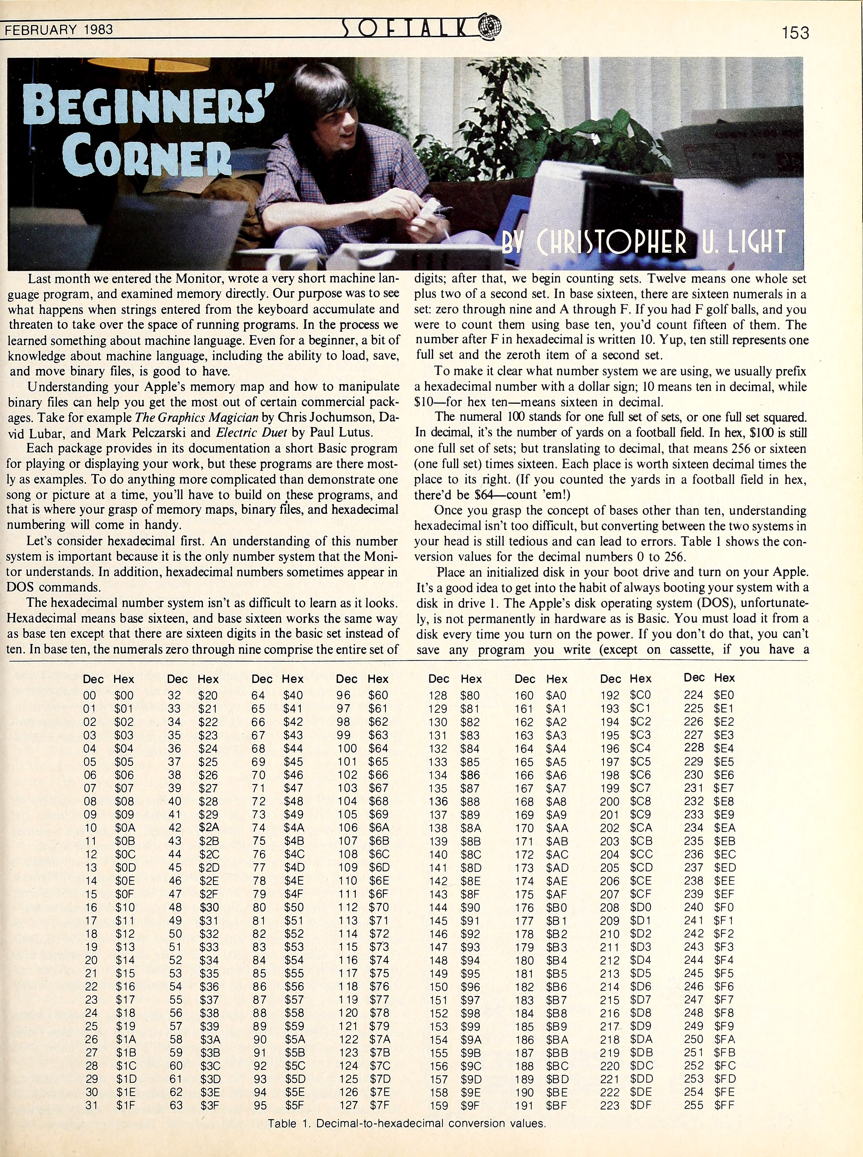 FEBRUARY 1983
SOFTALK
153
BEGINNERS'
CORNER
BY CHRISTOPHER U. LIGHT
Last month we entered the Monitor, wrote a very short machine lan-
guage program, and examined memory directly. Our purpose was to see
what happens when strings entered from the keyboard accumulate and
threaten to take over the space of running programs. In the process we
learned something about machine language. Even for a beginner, a bit of
knowledge about machine language, including the ability to load, save,
and move binary files, is good to have.
Understanding your Apple's memory map and how to manipulate
binary files can help you get the most out of certain commercial pack-
ages. Take for example The Graphics Magician by Chris Jochumson, Da-
vid Lubar, and Mark Pelczarski and Electric Duet by Paul Lutus.
Each package provides in its documentation a short Basic program
for playing or displaying your work, but these programs are there most-
ly as examples. To do anything more complicated than demonstrate one
song or picture at a time, you'll have to build on these programs, and
that is where your grasp of memory maps, binary files, and hexadecimal
numbering will come in handy.
Let's consider hexadecimal first. An understanding of this number
system is important because it is the only number system that the Moni-
tor understands. In addition, hexadecimal numbers sometimes appear in
DOS commands.
The hexadecimal number system isn't as difficult to learn as it looks.
Hexadecimal means base sixteen, and base sixteen works the same way
as base ten except that there are sixteen digits in the basic set instead of
ten. In base ten, the numerals zero through nine comprise the entire set of
digits; after that, we begin counting sets. Twelve means one whole set
plus two of a second set. In base sixteen, there are sixteen numerals in a
set: zero through nine and A through F. If you had F golf balls, and you
were to count them using base ten, you'd count fifteen of them. The
number after F in hexadecimal is written 10. Yup, ten still represents one
full set and the zeroth item of a second set.
To make it clear what number system we are using, we usually prefix
a hexadecimal number with a dollar sign; 10 means ten in decimal, while
$10—for hex ten—means sixteen in decimal.
The numeral 100 stands for one full set of sets, or one full set squared.
In decimal, it's the number of yards on a football field. In hex, $100 is still
one full set of sets; but translating to decimal, that means 256 or sixteen
(one full set) times sixteen. Each place is worth sixteen decimal times the
place to its right. (If you counted the yards in a football field in hex,
there'd be $64—count 'em!)
Once you grasp the concept of bases other than ten, understanding
hexadecimal isn't too difficult, but converting between the two systems in
your head is still tedious and can lead to errors. Table 1 shows the con-
version values for the decimal numbers 0 to 256.
Place an initialized disk in your boot drive and turn on your Apple.
It's a good idea to get into the habit of always booting your system with a
disk in drive 1. The Apple's disk operating system (DOS), unfortunate-
ly, is not permanently in hardware as is Basic. You must load it from a
disk every time you turn on the power. If you don't do that, you can't
save any program you write (except on cassette, if you have a
Dec Hex Dec Hex Dec Hex Dec Hex Dec Hex Dec Hex Dec Hex Dec Hex
00 $00 32 $20 64 $40 96 $60 128 $80 160 $A0 192 $C0 224 $E0
01 $01 33 $21 65 $41 97 $61 129 $81 161 $A1 193 $C1 225 $E1
02 $02 34 $22 66 $42 98 $62 130 $82 162 $A2 194 $C2 226 $E2
03 $03 35 $23 67 $43 99 $63 131 $83 163 $A3 195 $C3 227 $E3
04 $04 36 $24 68 $44 100 $64 132 $84 164 $A4 196 $C4 228 $E4
05 $05 37 $25 69 $45 101 $65 133 $85 165 $A5 197 $C5 229 $E5
06 $06 38 $26 70 $46 102 $66 134 $86 166 $A6 198 $C6 230 $E6
07 $07 39 $27 71 $47 103 $67 135 $87 167 $A7 199 $C7 231 $E7
08 $08 40 $28 72 $48 104 $68 136 $88 168 $A8 200 $C8 232 $E8
09 $09 41 $29 73 $49 105 $69 137 $89 169 $A9 201 $C9 233 $E9
10 $0A 42 $2A 74 $4A 106 $6A 138 $8A 170 $AA 202 $CA 234 $EA
11 $0B 43 $2B 75 $4B 107 $6B 139 $8B 171 $AB 203 $CB 235 $EB
12 $0C 44 $2C 76 $4C 108 $6C 140 $8C 172 $AC 204 $CC 236 $EC
13 $0D 45 $2D 77 $4D 109 $6D 141 $8D 173 $AD 205 $CD 237 $ED
14 $0E 46 $2E 78 $4E 110 $6E 142 $8E 174 $AE 206 $CE 238 $EE
15 $0F 47 $2F 79 $4F 111 $6F 143 $8F 175 $AF 207 $CF 239 $EF
16 $10 48 $30 80 $50 112 $70 144 $90 176 $B0 208 $D0 240 $F0
17 $11 49 $31 81 $51 113 $71 145 $91 177 $B1 209 $D1 241 $F1
18 $12 50 $32 82 $52 114 $72 146 $92 178 $B2 210 $D2 242 $F2
19 $13 51 $33 83 $53 115 $73 147 $93 179 $B3 211 $D3 243 $F3
20 $14 52 $34 84 $54 116 $74 148 $94 180 $B4 212 $D4 244 $F4
21 $15 53 $35 85 $55 117 $75 149 $95 181 $B5 213 $D5 245 $F5
22 $16 54 $36 86 $56 118 $76 150 $96 182 $B6 214 $D6 246 $F6
23 $17 55 $37 87 $57 119 $77 151 $97 183 $B7 215 $D7 247 $F7
24 $18 56 $38 88 $58 120 $78 152 $98 184 $B8 216 $D8 248 $F8
25 $19 57 $39 89 $59 121 $79 153 $99 185 $B9 217 $D9 249 $F9
26 $1A 58 $3A 90 $5A 122 $7A 154 $9A 186 $BA 218 $DA 250 $FA
27 $1B 59 $3B 91 $5B 123 $7B 155 $9B 187 $BB 219 $DB 251 $FB
28 $1C 60 $3C 92 $5C 124 $7C 156 $9C 188 $BC 220 $DC 252 $FC
29 $1D 61 $3D 93 $5D 125 $7D 157 $9D 189 $BD 221 $DD 253 $FD
30 $1E 62 $3E 94 $5E 126 $7E 158 $9E 190 $BE 222 $DE 254 $FE
31 $1F 63 $3F 95 $5F 127 $7F 159 $9F 191 $BF 223 $DF 255 $FF
Table 1. Decimal-to-hexadecimal conversion values.